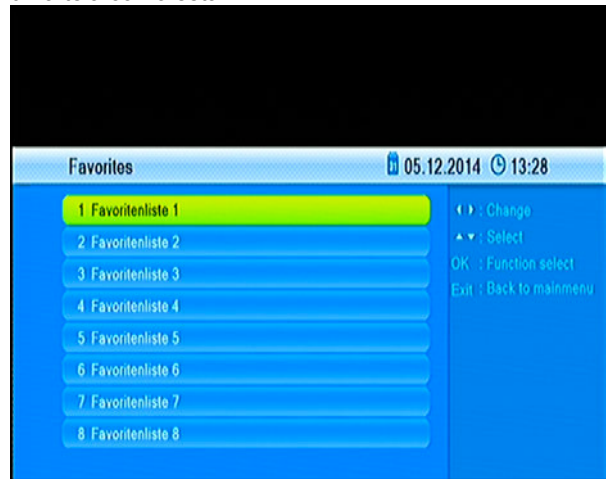 Favorites 05.12.2014 13:28
1 Favoritenliste 1
2 Favoritenliste 2
3 Favoritenliste 3
4 Favoritenliste 4
5 Favoritenliste 5
6 Favoritenliste 6
7 Favoritenliste 7
8 Favoritenliste 8
: Change
: Select
OK : Function select
Exit : Back to mainmenu